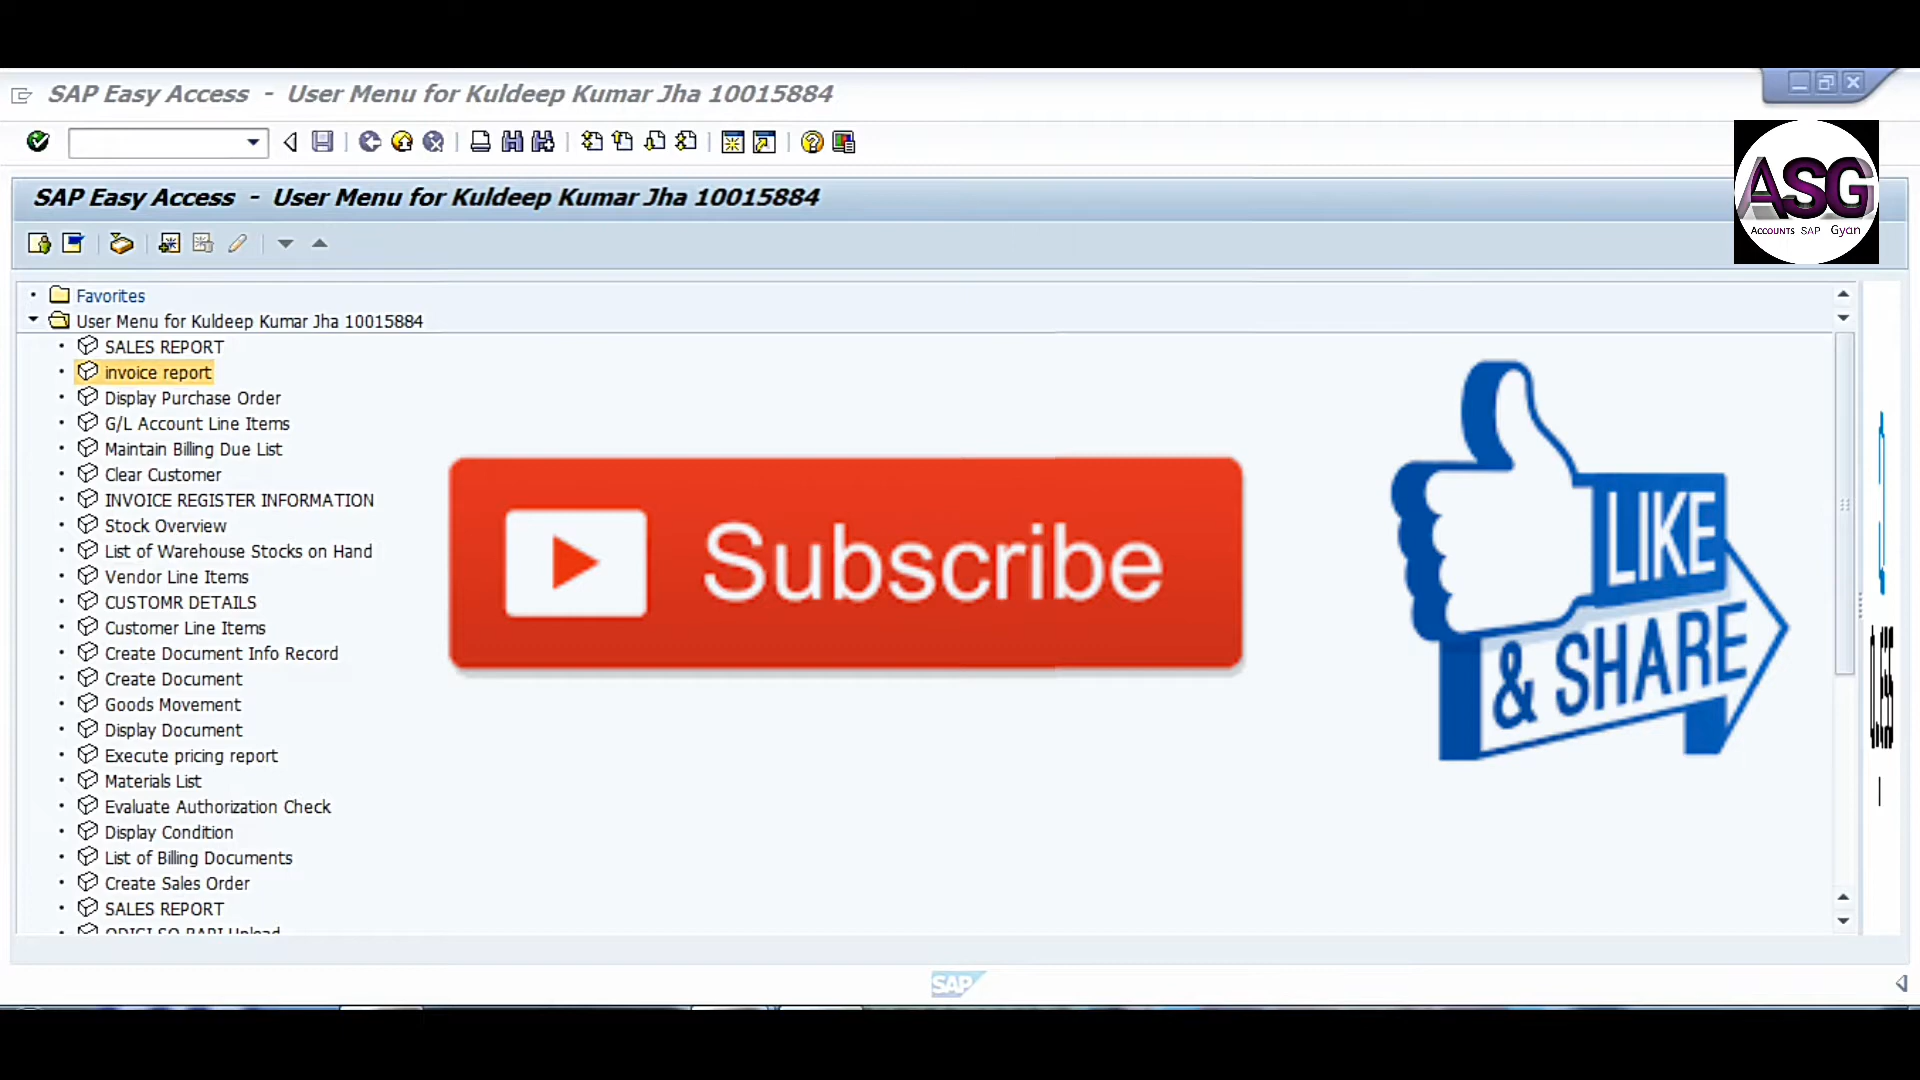 SAP Easy Access - User Menu for Kuldeep Kumar Jha 10015884
SAP Easy Access - User Menu for Kuldeep Kumar Jha 10015884
ASG
Accounts SAP Gyan
Favorites
User Menu for Kuldeep Kumar Jha 10015884
SALES REPORT
invoice report
Display Purchase Order
G/L Account Line Items
Maintain Billing Due List
Clear Customer
INVOICE REGISTER INFORMATION
Stock Overview
List of Warehouse Stocks on Hand
Vendor Line Items
CUSTOMR DETAILS
Customer Line Items
Create Document Info Record
Create Document
Goods Movement
Display Document
Execute pricing report
Materials List
Evaluate Authorization Check
Display Condition
List of Billing Documents
Create Sales Order
SALES REPORT
Subscribe
LIKE
& SHARE
SAP